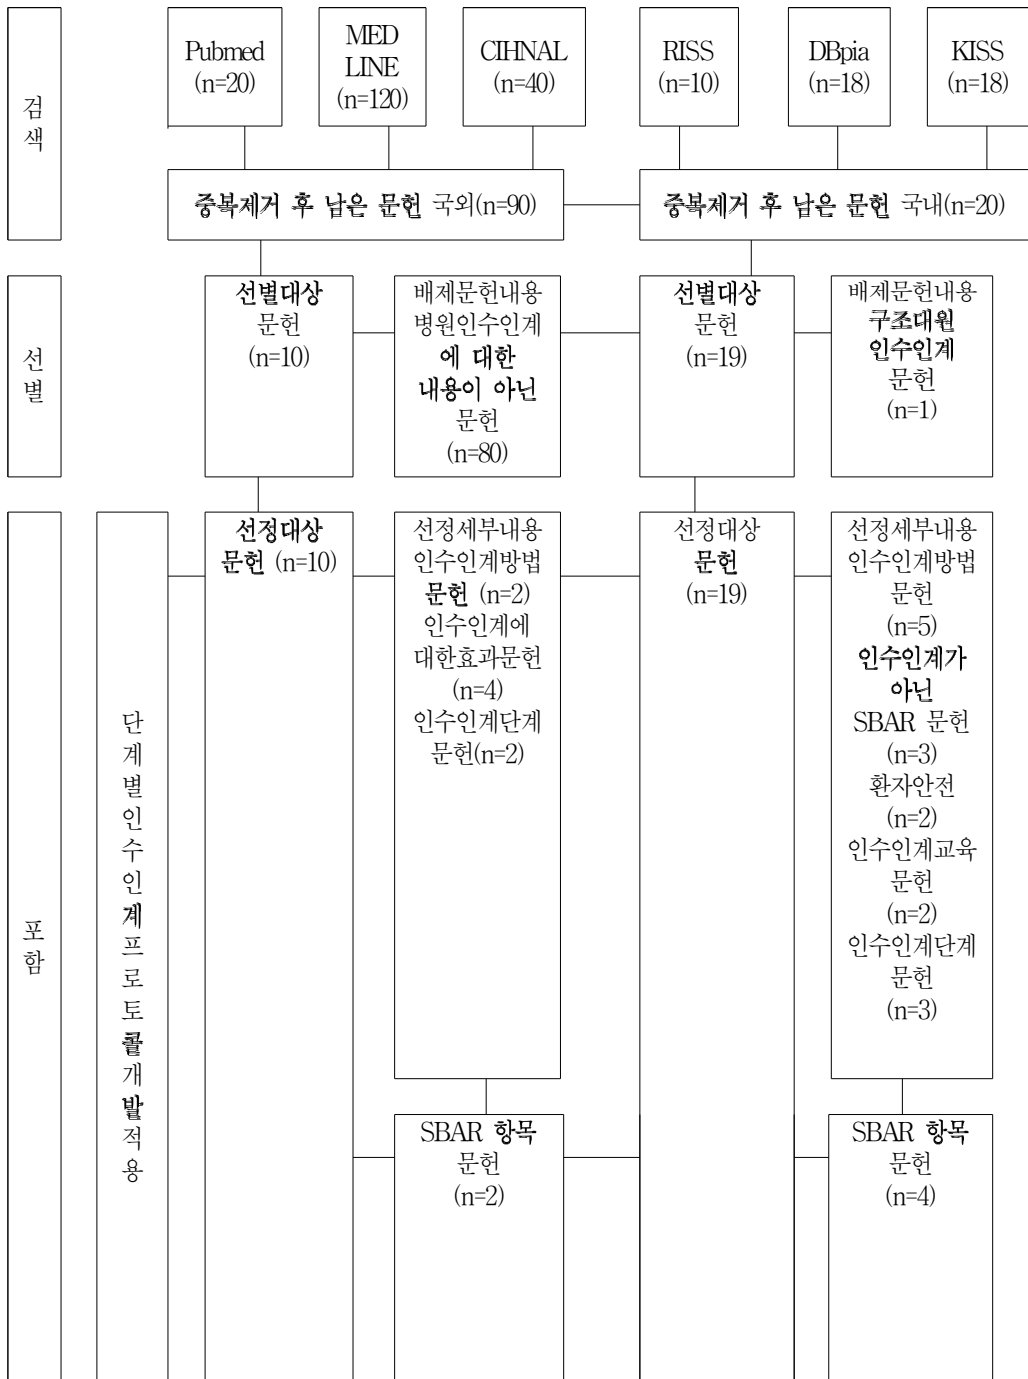 검색
Pubmed
(n=20)
MED
LINE
(n=120)
CIHNAL
(n=40)
RISS
(n=10)
DBpia
(n=18)
KISS
(n=18)
중복제거 후 남은 문헌 국외(n=90)
중복제거 후 남은 문헌 국내(n=20)
선별
선별대상
문헌
(n=10)
배제문헌내용
병원인수인계
에 대한
내용이 아닌
문헌
(n=80)
선별대상
문헌
(n=19)
배제문헌내용
구조대원
인수인계
문헌
(n=1)
포함
단계별인수인계프로토콜개발적용
선정대상
문헌 (n=10)
선정세부내용
인수인계방법
문헌 (n=2)
인수인계에
대한효과문헌
(n=4)
인수인계단계
문헌(n=2)
선정대상
문헌
(n=19)
선정세부내용
인수인계방법
문헌
(n=5)
인수인계가
아닌
SBAR 문헌
(n=3)
환자안전
(n=2)
인수인계교육
문헌
(n=2)
인수인계단계
문헌
(n=3)
SBAR 항목
문헌
(n=2)
SBAR 항목
문헌
(n=4)